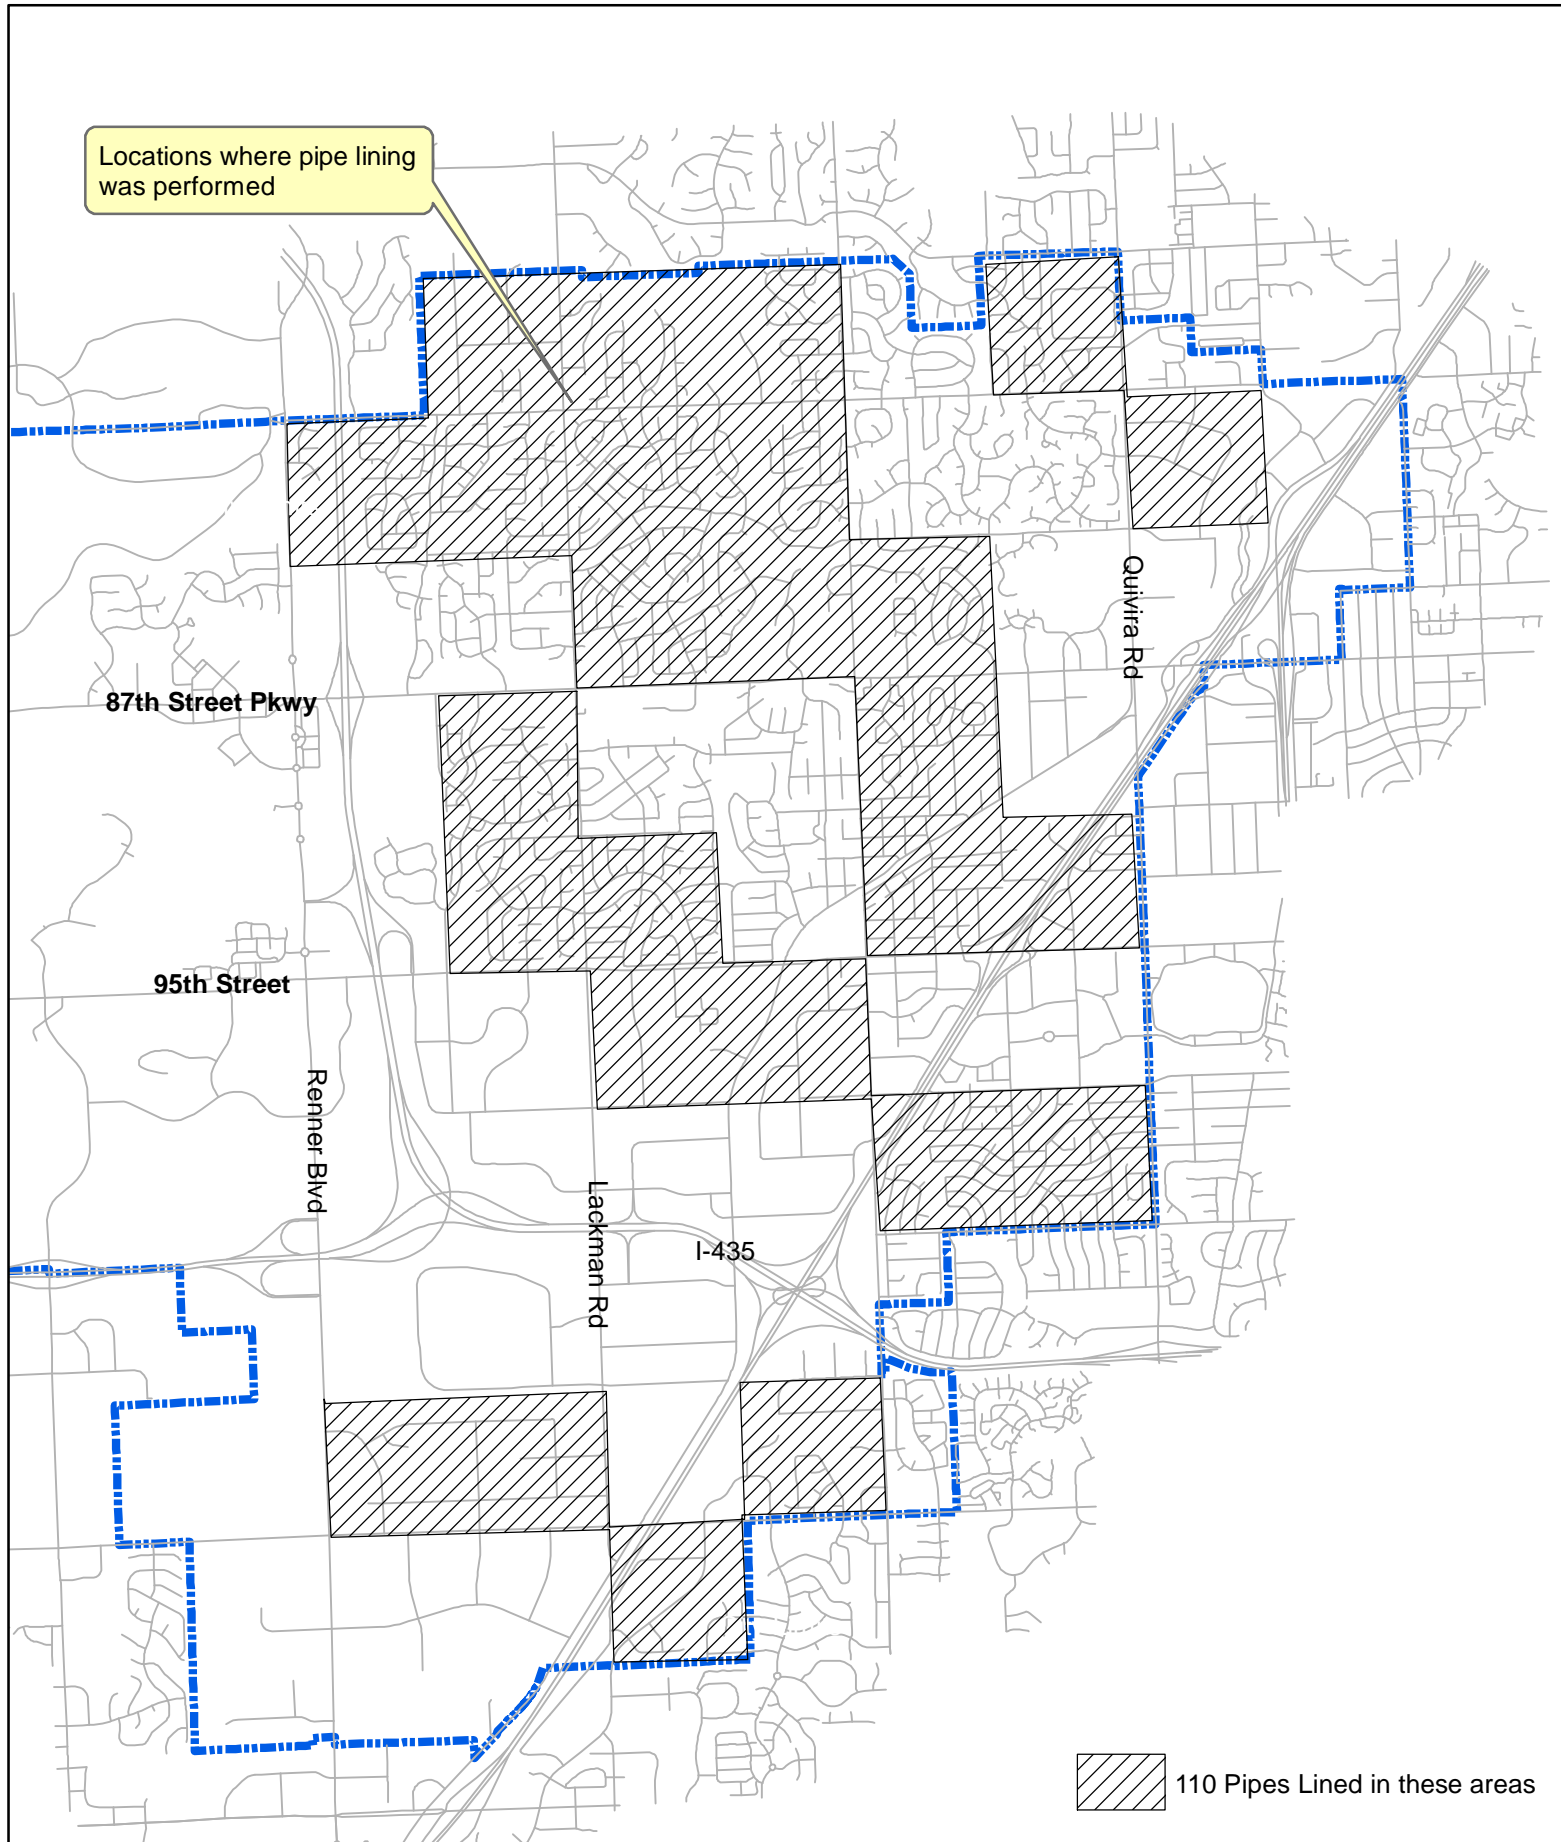 Locations where pipe lining
was performed
Quivira Rd
87th Street Pkwy
95th Street
Renner Blvd
Lackman Rd
I-435
110 Pipes Lined in these areas